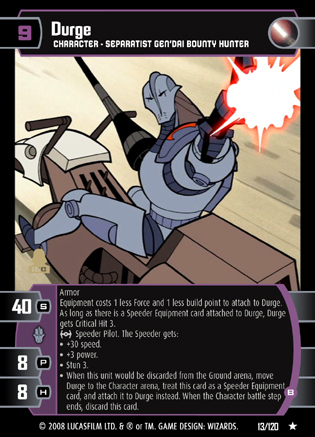 9
Durge
CHARACTER - SEPARATIST GEN'DAI BOUNTY HUNTER
40 S
8 P
8 H
Armor
Equipment costs 1 less Force and 1 less build point to attach to Durge.
As long as there is a Speeder Equipment card attached to Durge, Durge
gets Critical Hit 3.
Speeder Pilot. The Speeder gets:
• +30 speed.
• +3 power.
• Stun 3.
• When this unit would be discarded from the Ground arena, move
Durge to the Character arena, treat this card as a Speeder Equipment
card, and attach it to Durge instead. When the Character battle step
ends, discard this card.
B
© 2008 LUCASFILM LTD. & ® or TM. GAME DESIGN: WIZARDS. 13/120 ★